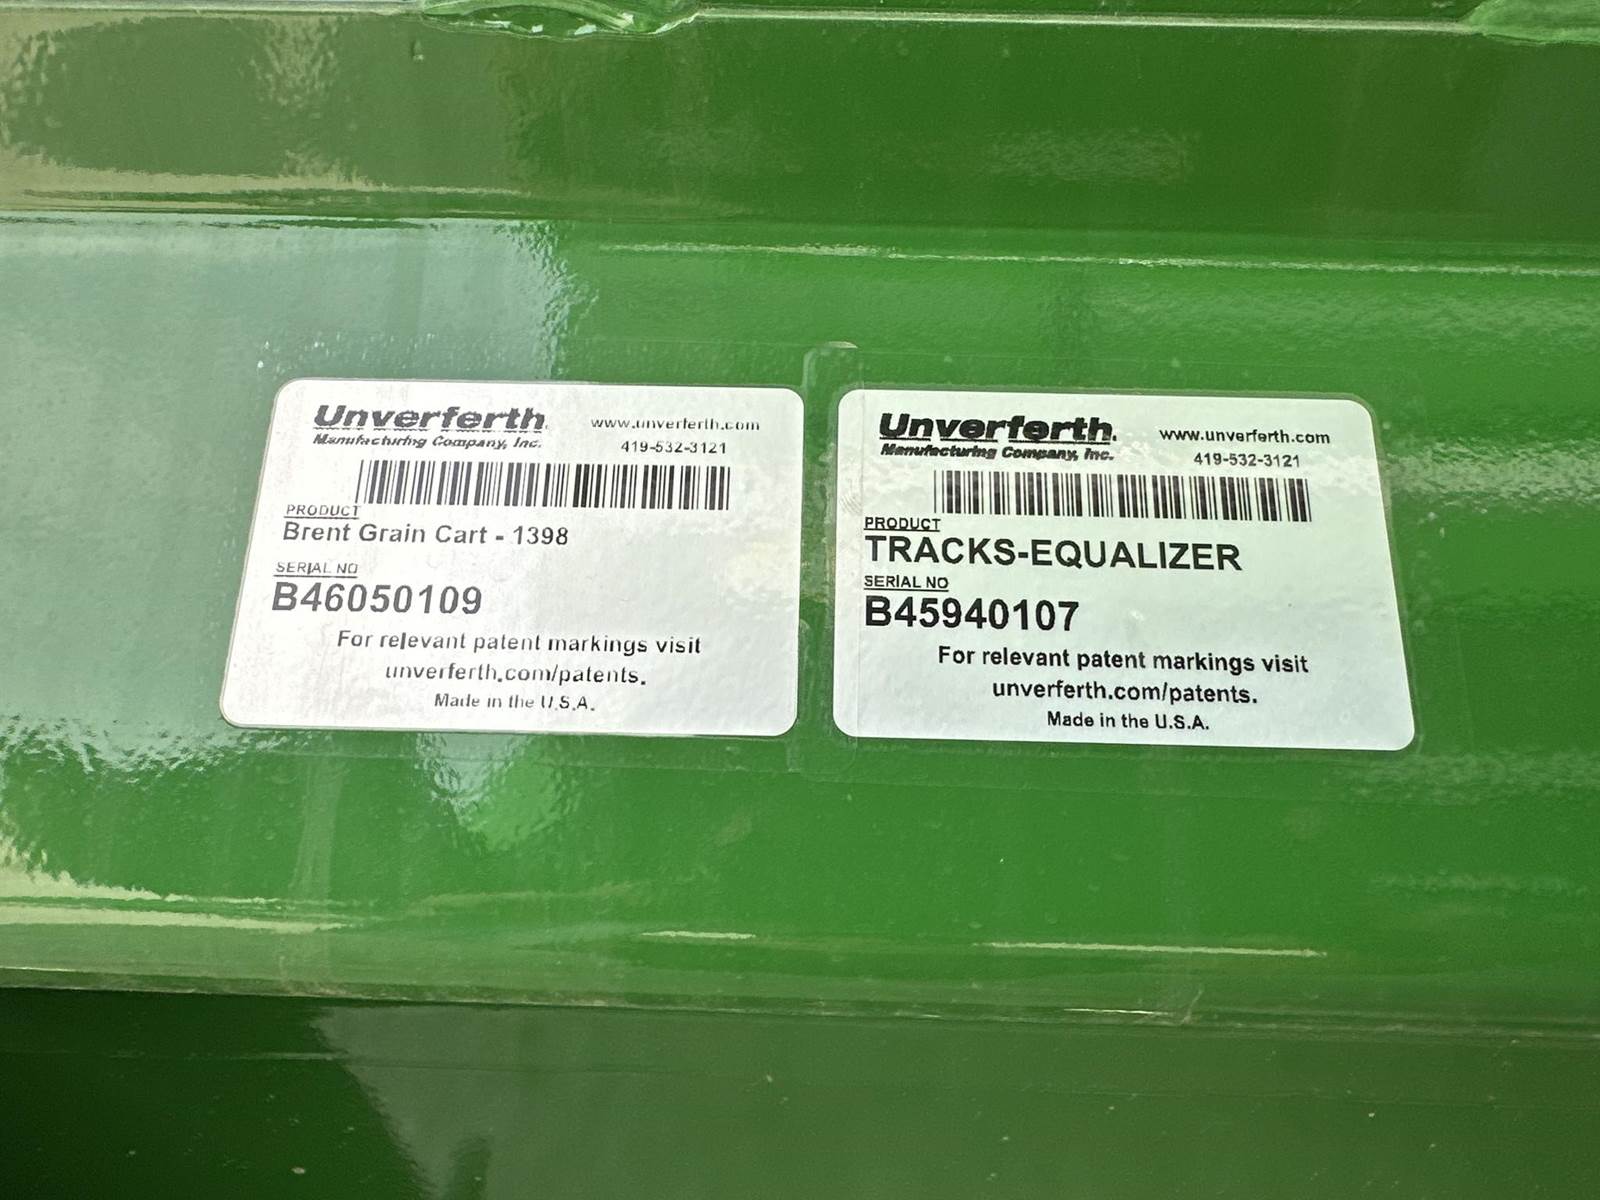 Unverferth
Manufacturing Company, Inc.
www.unverferth.com
419-532-3121
PRODUCT
Brent Grain Cart - 1398
SERIAL NO
B46050109
For relevant patent markings visit
unverferth.com/patents.
Made in the U.S.A.
Unverferth.
Manufacturing Company, Inc.
www.unverferth.com
419-532-3121
PRODUCT
TRACKS-EQUALIZER
SERIAL NO
B45940107
For relevant patent markings visit
unverferth.com/patents.
Made in the U.S.A.